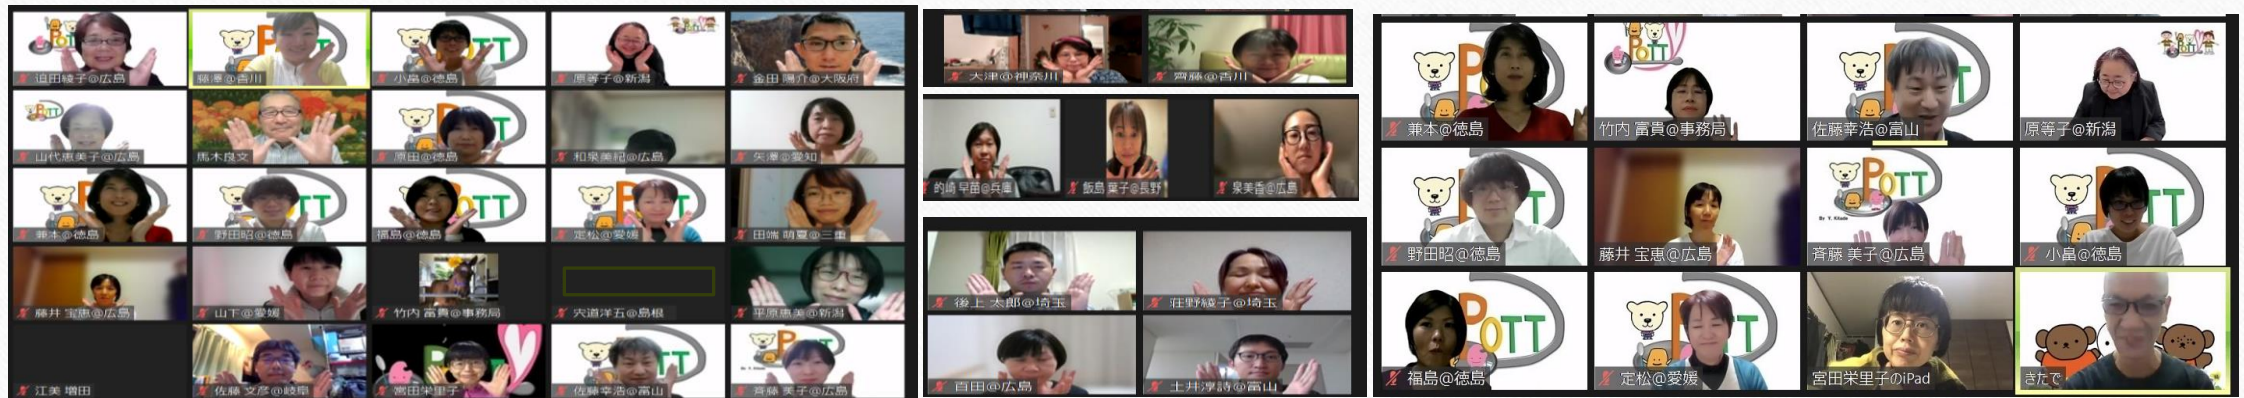 迫田綾子@広島
藤澤@香川
小畠@徳島
原等子@新潟
金田 陽介@大阪府
山代恵美子@広島
馬木良文
原田@徳島
和泉美紀@広島
矢澤@愛知
兼本@徳島
野田昭@徳島
福島@徳島
定松@愛媛
田端 萌夏@三重
藤井 宝恵@広島
山下@愛媛
竹内 富貴@事務局
宍道洋五@島根
平原恵美@新潟
江美 増田
佐藤 文彦@岐阜
宮田栄里子
佐藤幸浩@富山
斉藤 美子@広島
大津@神奈川
齊藤@香川
的崎 早苗@兵庫
飯島 葉子@長野
泉美香@広島
後上 太郎@埼玉
荘野綾子@埼玉
百田@広島
土井淳詩@富山
兼本@徳島
竹内 富貴@事務局
佐藤幸浩@富山
原等子@新潟
野田昭@徳島
藤井 宝恵@広島
POTT
By Y. Kitade
斉藤 美子@広島
小畠@徳島
福島@徳島
定松@愛媛
宮田栄里子のiPad
きたで